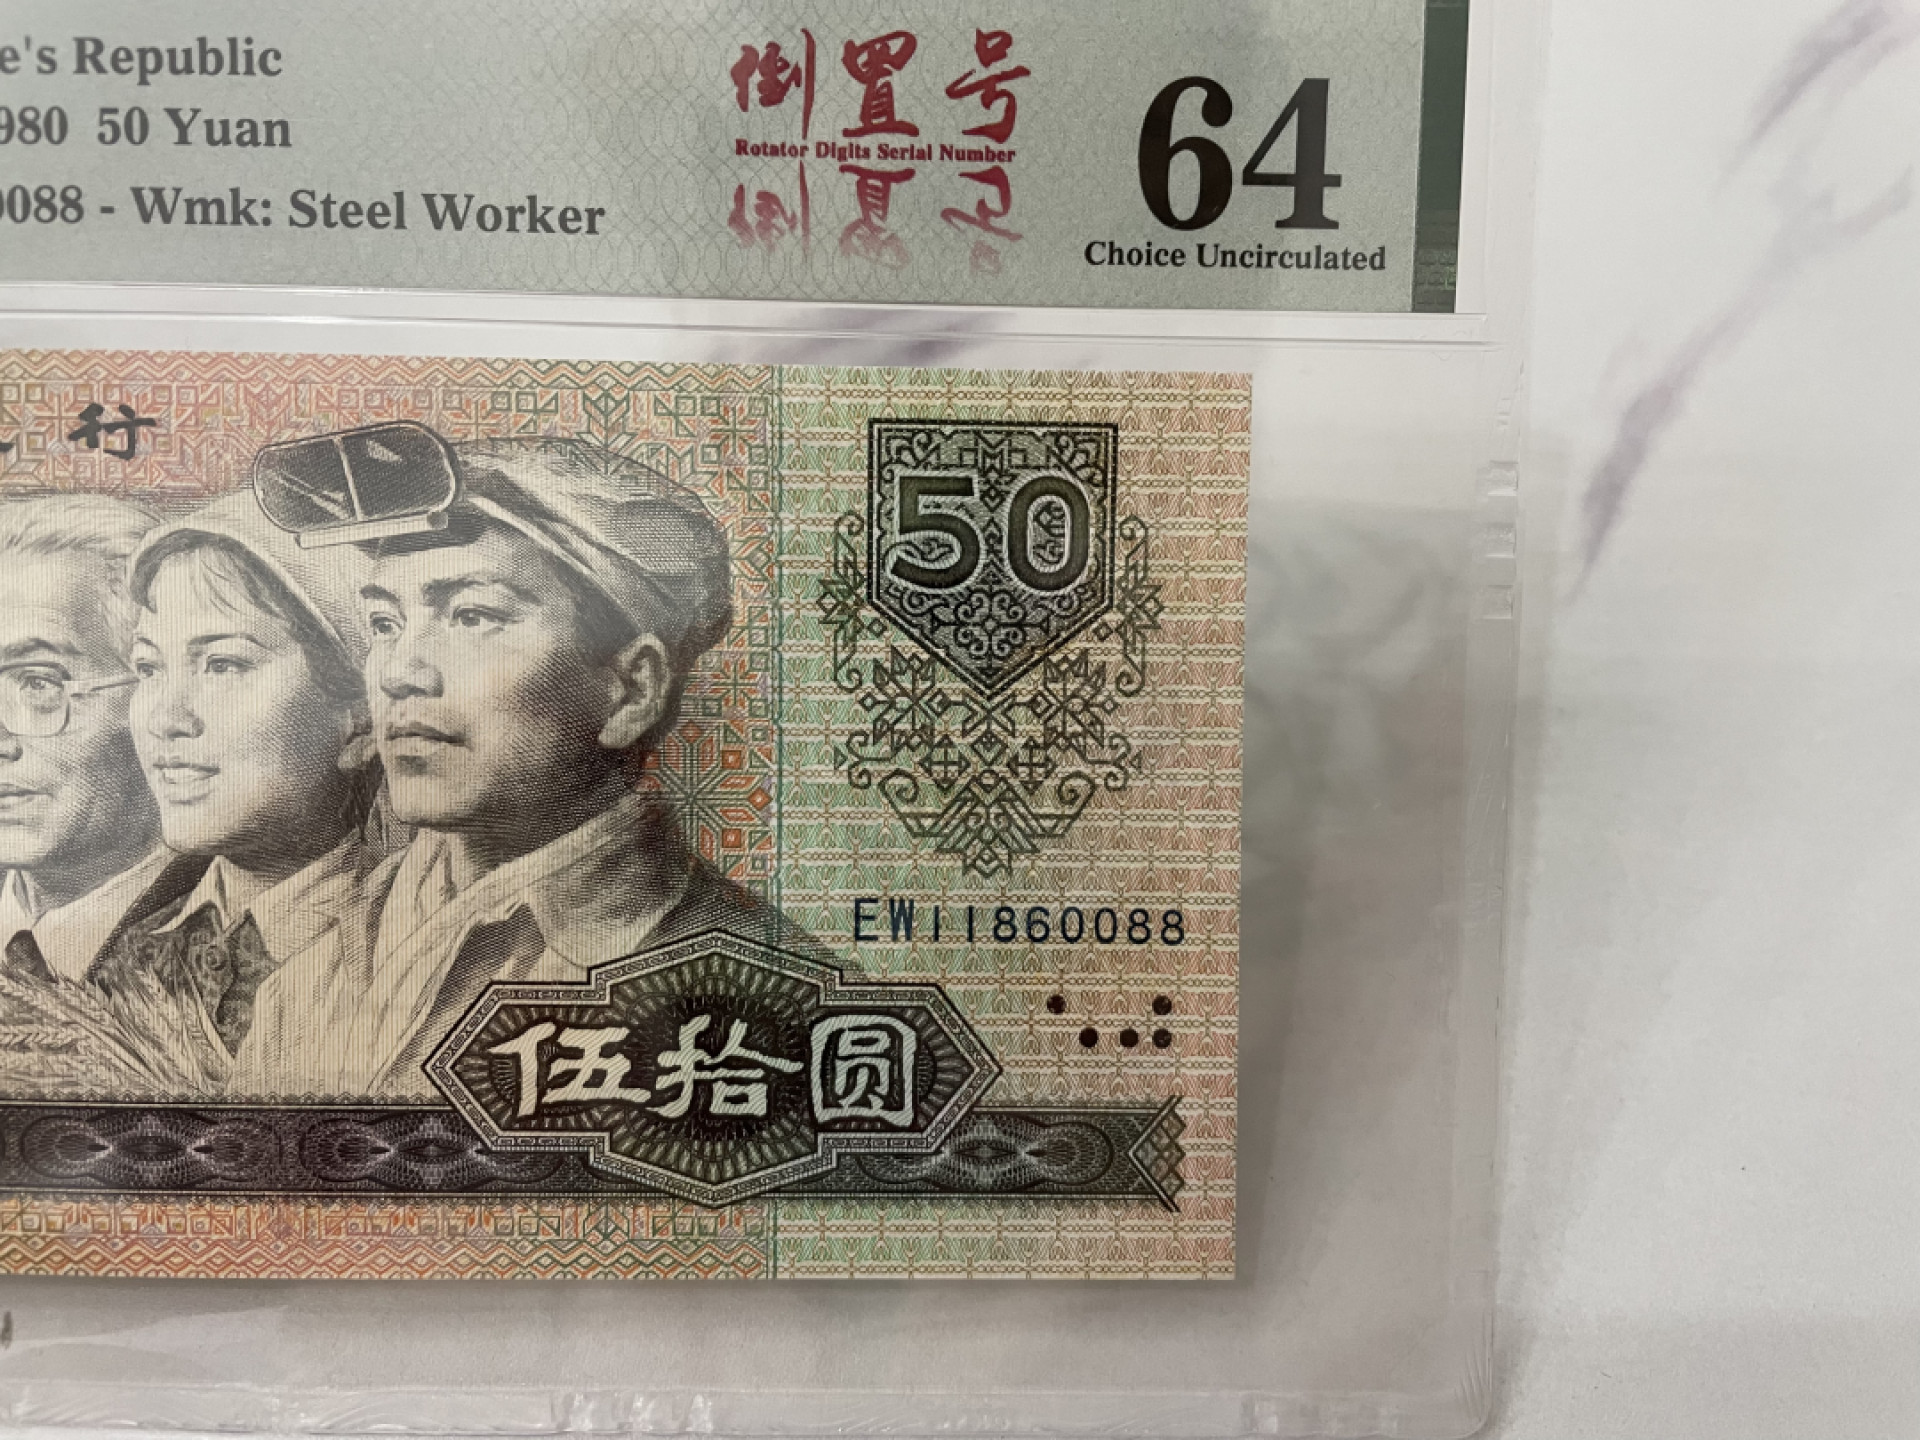 e's Republic
980 50 Yuan
0088 - Wmk: Steel Worker
倒置号
Rotator Digits Serial Number
64
Choice Uncirculated
行
50
EW11860088
伍拾圆